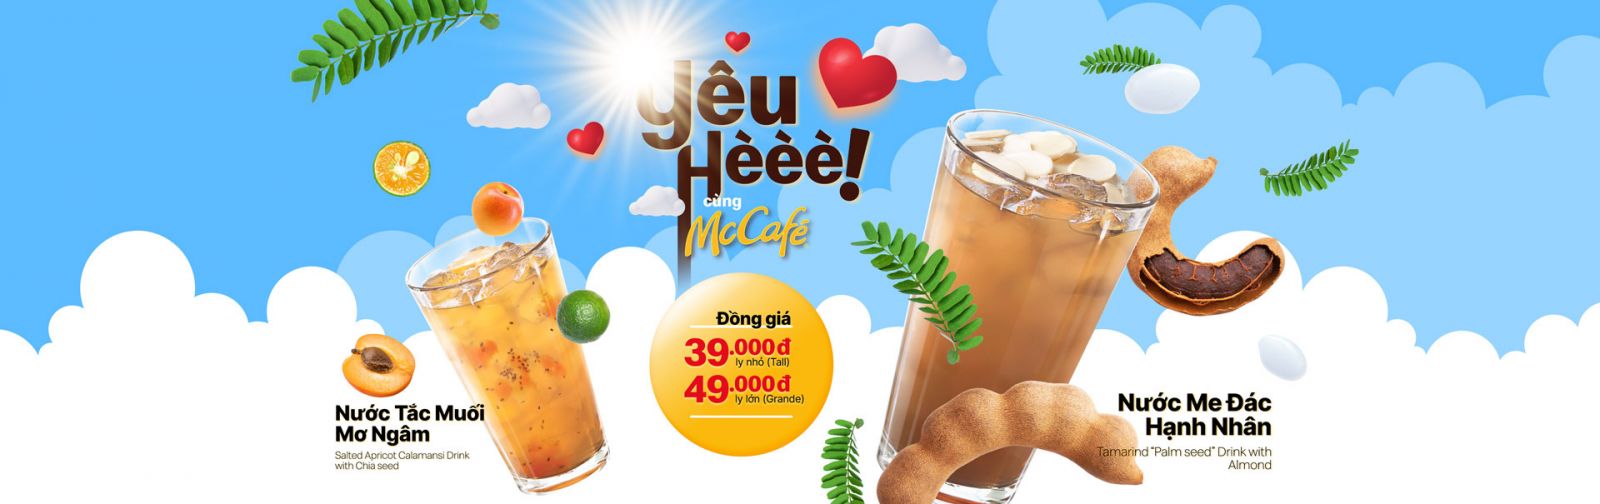 yêu
Hèèè!
cùng
McCafé
Đồng giá
39.000đ
ly nhỏ (Tall)
49.000đ
ly lớn (Grande)
Nước Tắc Muối
Mơ Ngâm
Salted Apricot Calamansi Drink
with Chia seed
Nước Me Đác
Hạnh Nhân
Tamarind "Palm seed" Drink with
Almond